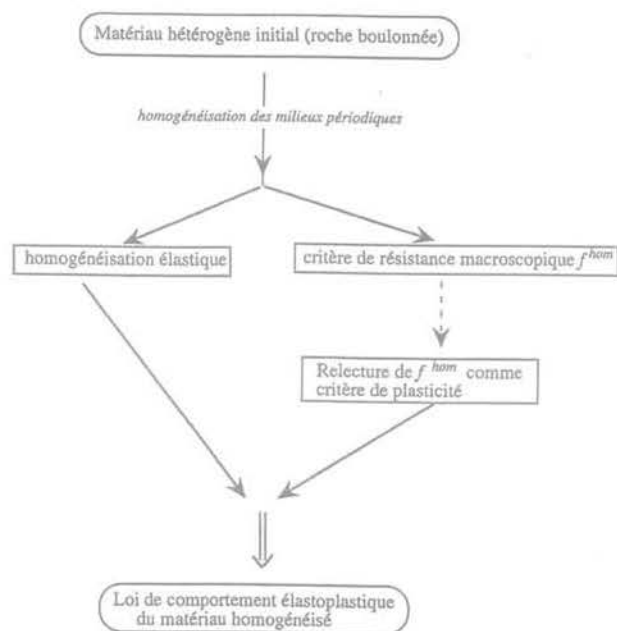 Matériau hétérogène initial (roche boulonnée)
homogénéisation des milieux périodiques
homogénéisation élastique
critère de résistance macroscopique f hom
Relecture de f hom comme
critère de plasticité
Loi de comportement élastoplastique
du matériau homogénéisé